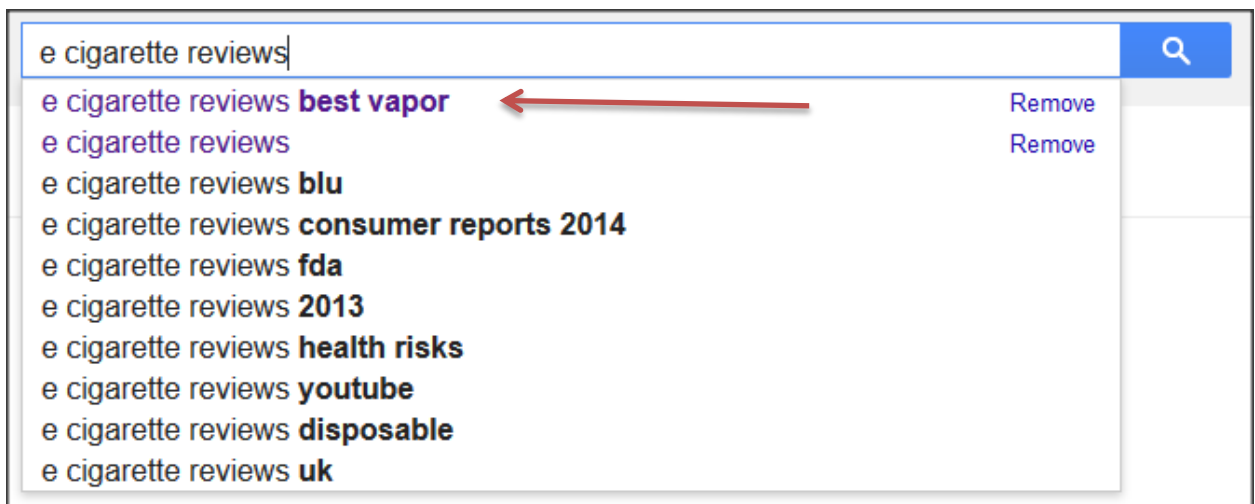 e cigarette reviews
e cigarette reviews best vapor Remove
e cigarette reviews Remove
e cigarette reviews blu
e cigarette reviews consumer reports 2014
e cigarette reviews fda
e cigarette reviews 2013
e cigarette reviews health risks
e cigarette reviews youtube
e cigarette reviews disposable
e cigarette reviews uk